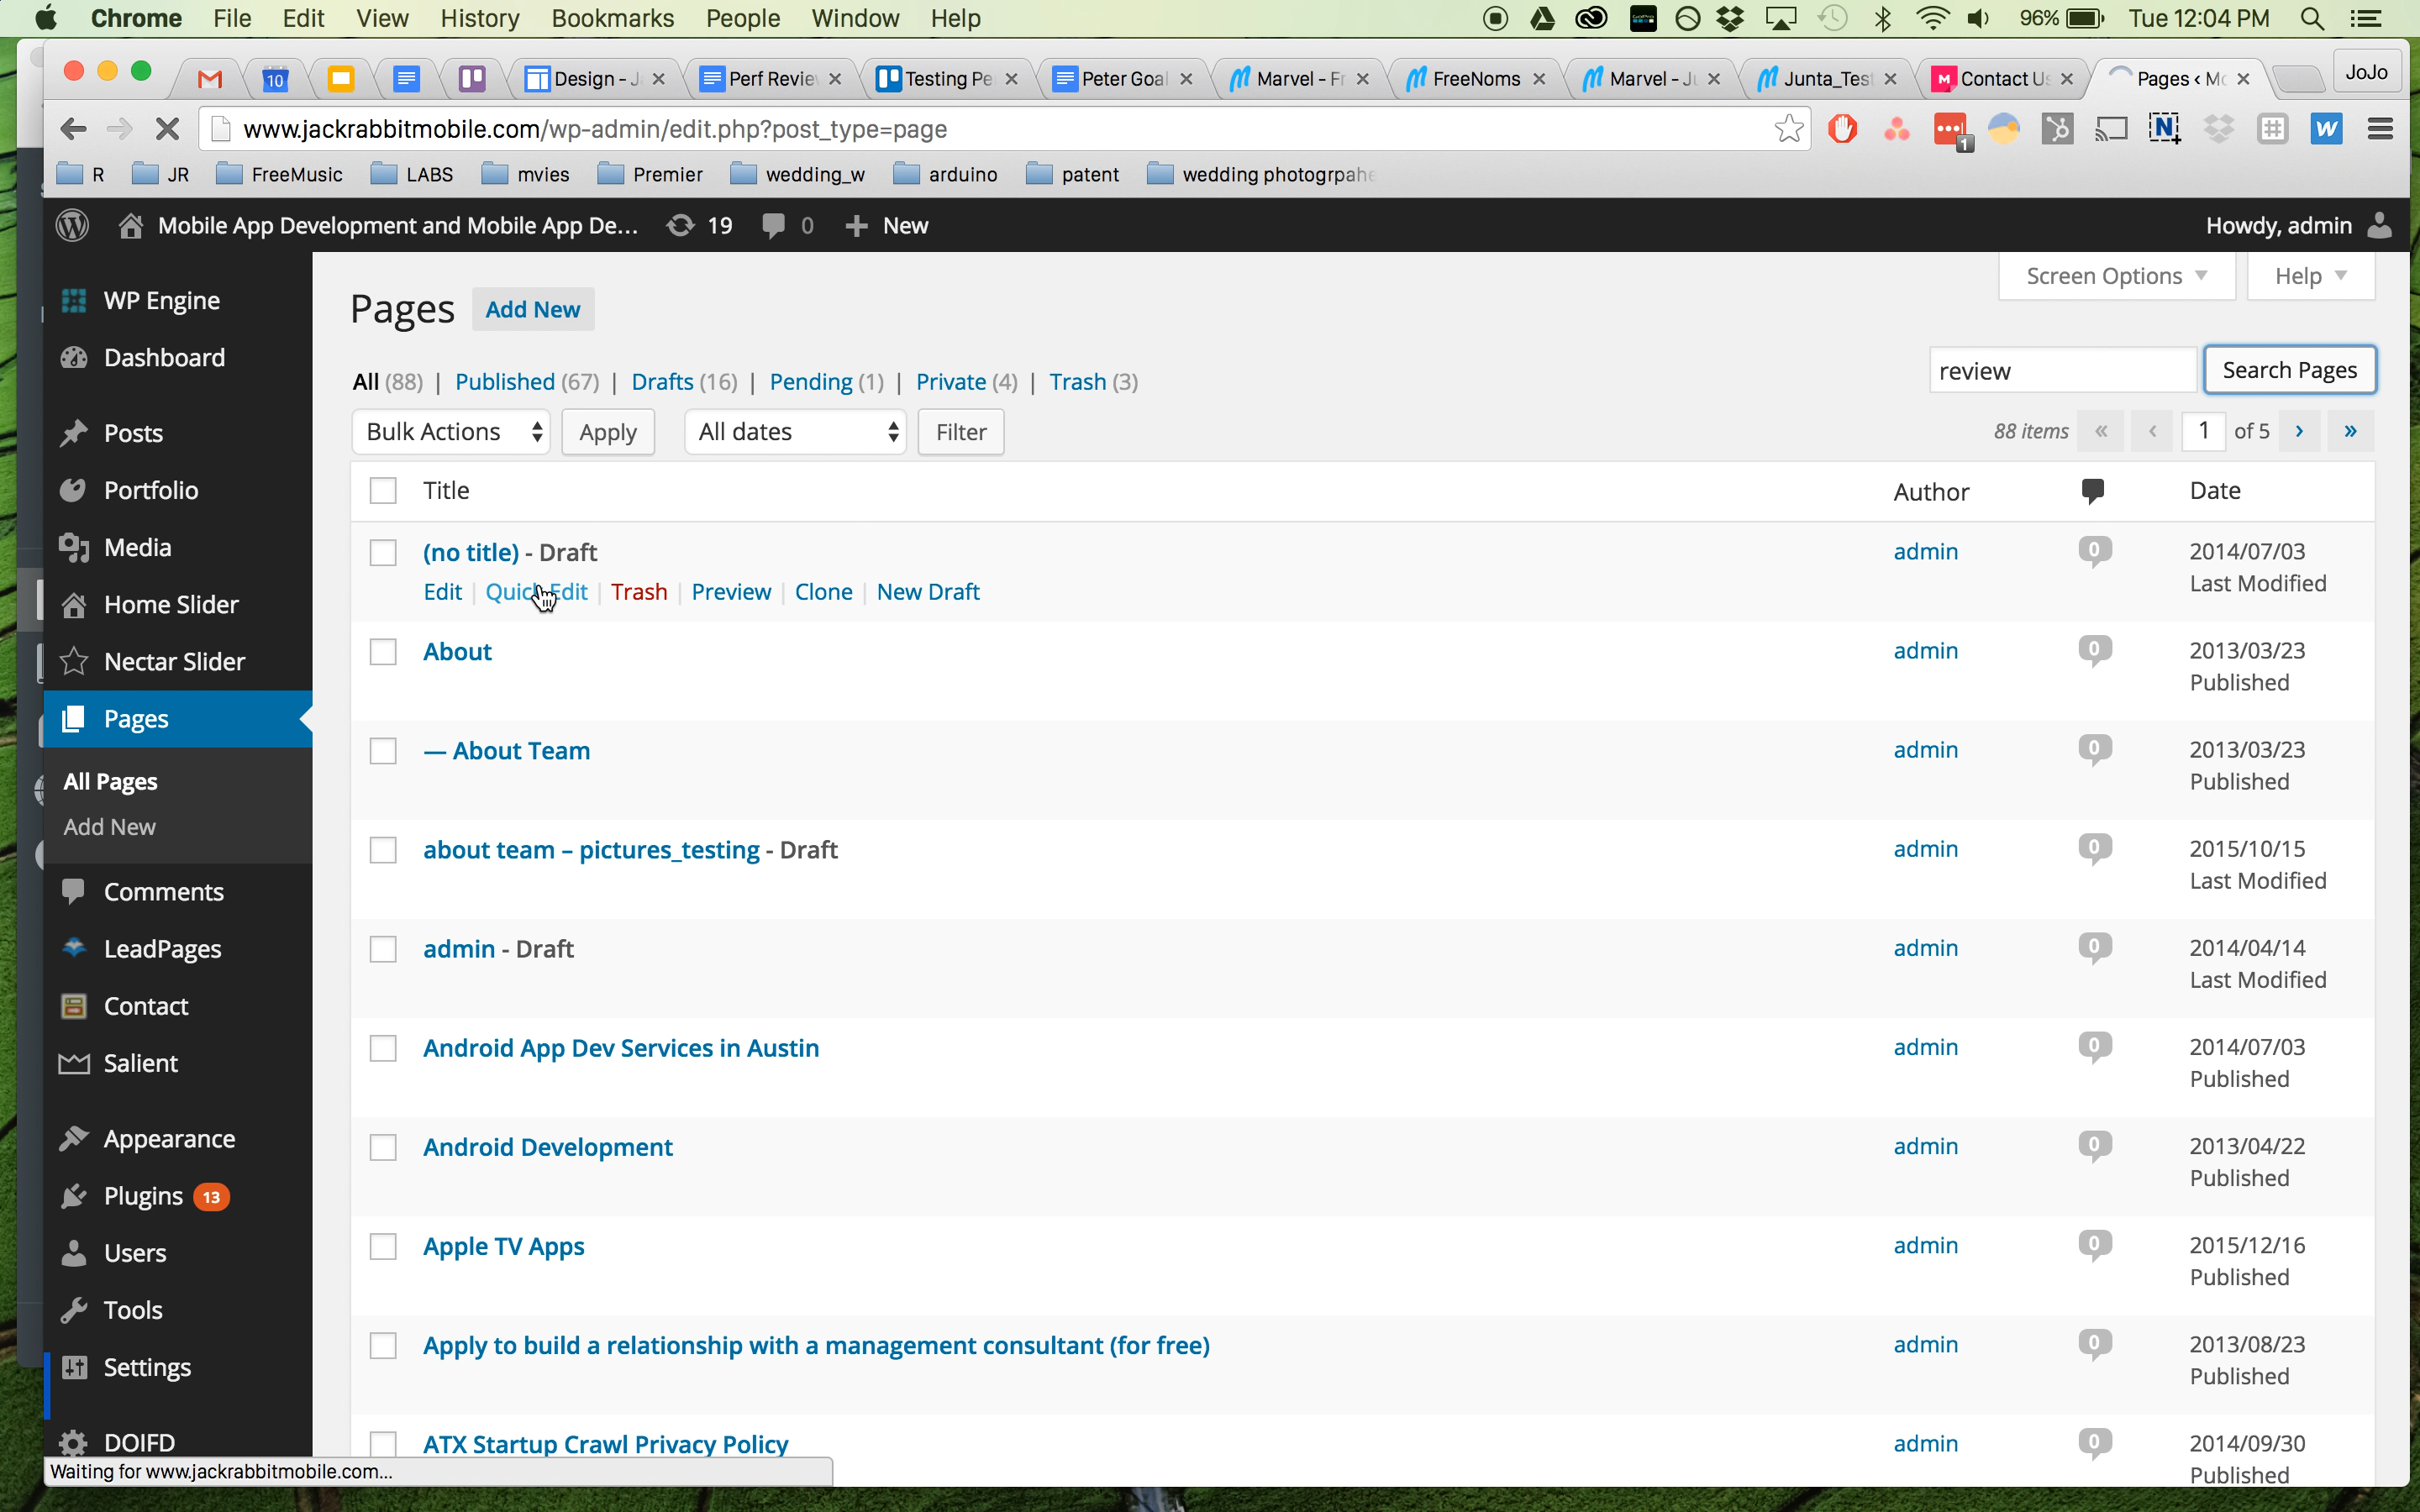 Chrome File Edit View History Bookmarks People Window Help 96% Tue 12:04 PM
10 Design - J Perf Revie Testing Pe Peter Goal Marvel - Fr FreeNoms Marvel - Ju Junta_Test Contact Us Pages ‹ Mo JoJo
www.jackrabbitmobile.com/wp-admin/edit.php?post_type=page 1
R JR FreeMusic LABS mvies Premier wedding_w arduino patent wedding photogrpahe
Mobile App Development and Mobile App De... 19 0 New Howdy, admin
Screen Options Help
WP Engine
Dashboard
Posts
Portfolio
Media
Home Slider
Nectar Slider
Pages
All Pages
Add New
Comments
LeadPages
Contact
Salient
Appearance
Plugins 13
Users
Tools
Settings
DOIFD
Pages Add New
All (88) | Published (67) | Drafts (16) | Pending (1) | Private (4) | Trash (3)
review Search Pages
Bulk Actions Apply All dates Filter 88 items « ‹ 1 of 5 › »
Title Author Date
(no title) - Draft admin 0 2014/07/03
Last Modified
Edit | Quick Edit | Trash | Preview | Clone | New Draft
About admin 0 2013/03/23
Published
— About Team admin 0 2013/03/23
Published
about team – pictures_testing - Draft admin 0 2015/10/15
Last Modified
admin - Draft admin 0 2014/04/14
Last Modified
Android App Dev Services in Austin admin 0 2014/07/03
Published
Android Development admin 0 2013/04/22
Published
Apple TV Apps admin 0 2015/12/16
Published
Apply to build a relationship with a management consultant (for free) admin 0 2013/08/23
Published
ATX Startup Crawl Privacy Policy admin 0 2014/09/30
Published
Waiting for www.jackrabbitmobile.com...